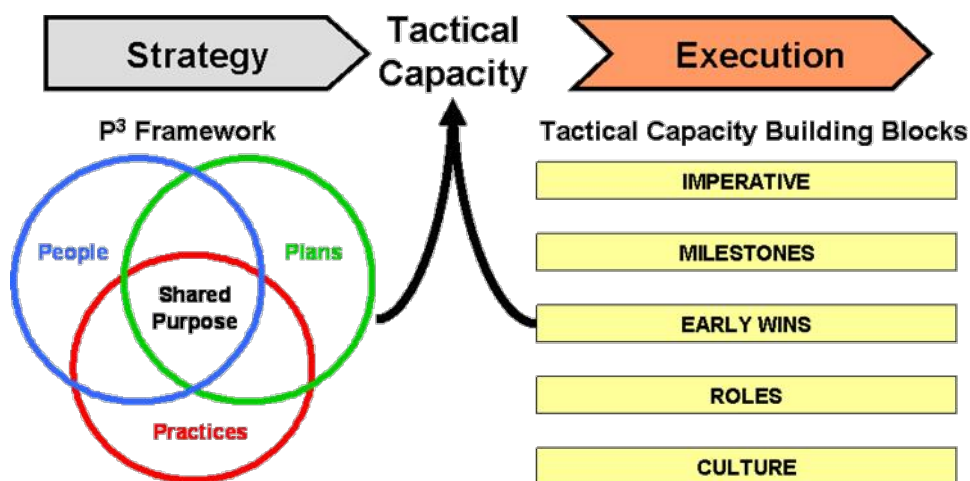 Strategy
Tactical
Capacity
Execution
P³ Framework
Tactical Capacity Building Blocks
People
Plans
Shared
Purpose
Practices
IMPERATIVE
MILESTONES
EARLY WINS
ROLES
CULTURE